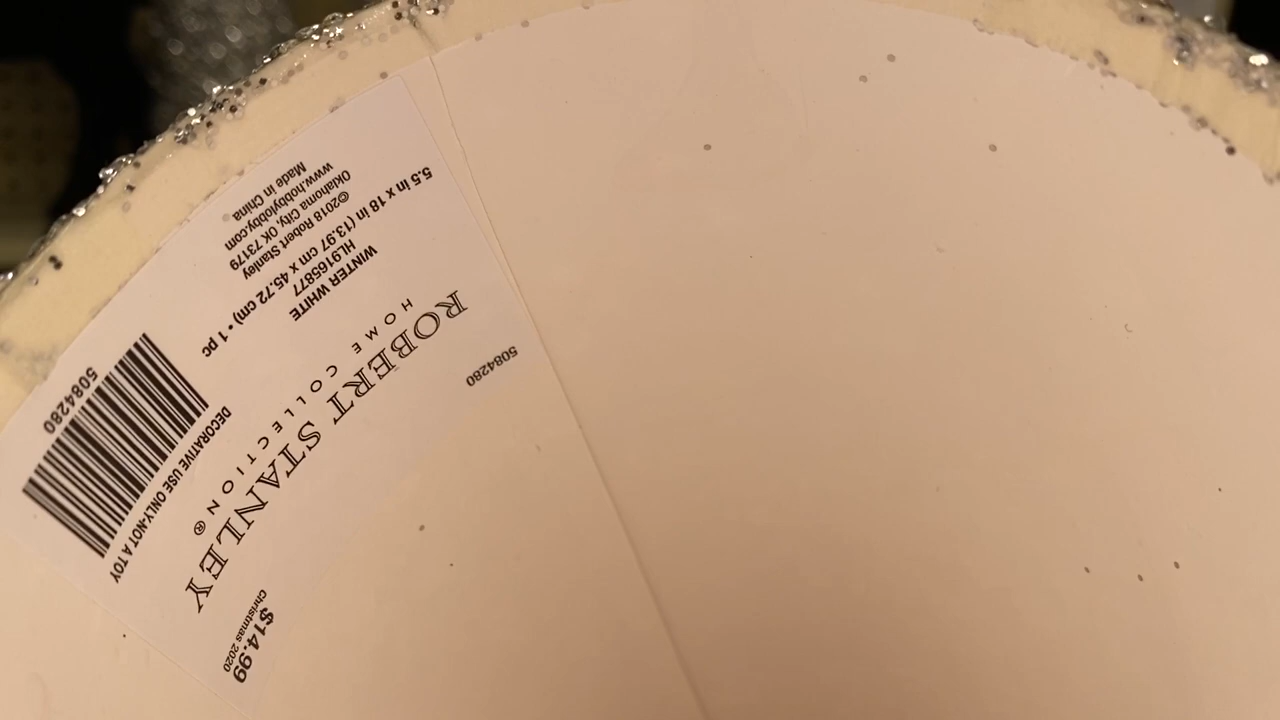 5084280
ROBERT STANLEY
HOME COLLECTION®
WINTER WHITE
HL9165877
5.5 in x 18 in (13.97 cm x 45.72 cm) • 1 pc
©2018 Robert Stanley
Oklahoma City, OK 73179
www.hobbylobby.com
Made in China
$14.99
Christmas 2020
DECORATIVE USE ONLY-NOT A TOY
5084280